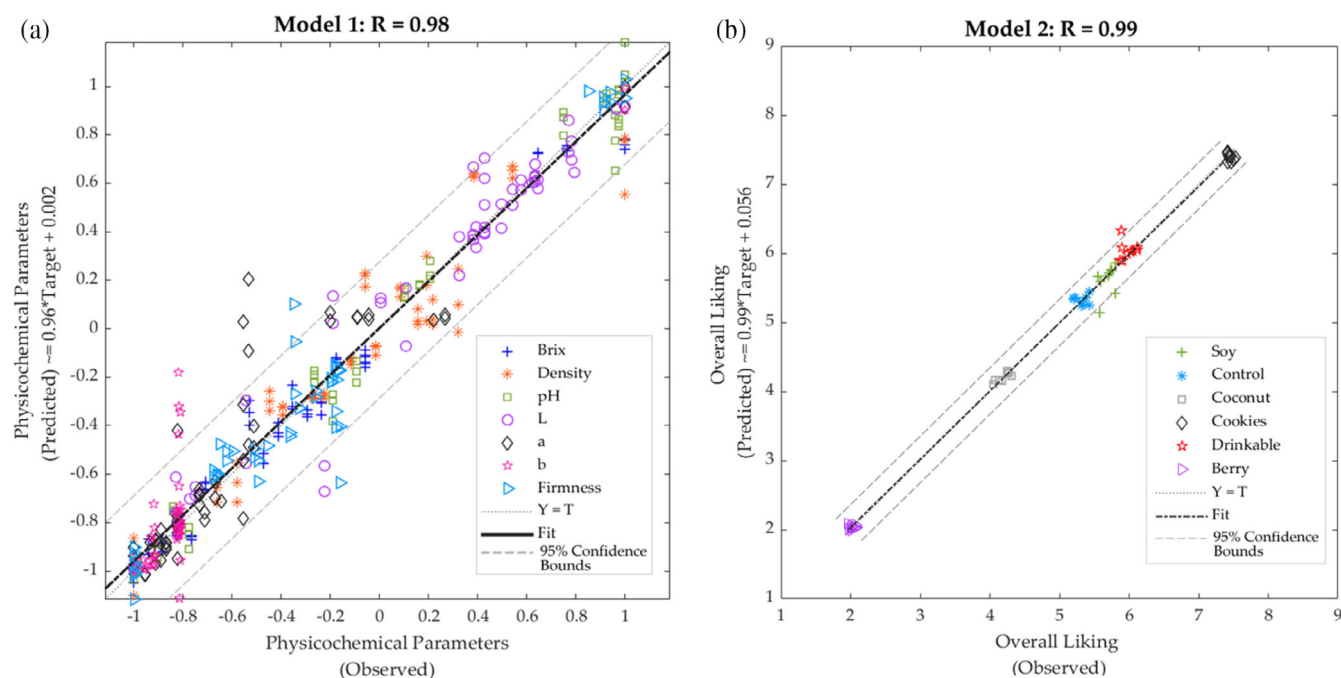 (a)
Model 1: R = 0.98
Physicochemical Parameters
(Predicted) ~= 0.96*Target + 0.002
1
0.8
0.6
0.4
0.2
0
-0.2
-0.4
-0.6
-0.8
-1
-1
-0.8
-0.6
-0.4
-0.2
0
0.2
0.4
0.6
0.8
1
Physicochemical Parameters
(Observed)
Brix
Density
pH
L
a
b
Firmness
Y = T
Fit
95% Confidence
Bounds
(b)
Model 2: R = 0.99
Overall Liking
(Predicted) ~= 0.99*Target + 0.056
9
8
7
6
5
4
3
2
1
1
2
3
4
5
6
7
8
9
Overall Liking
(Observed)
Soy
Control
Coconut
Cookies
Drinkable
Berry
Y = T
Fit
95% Confidence
Bounds